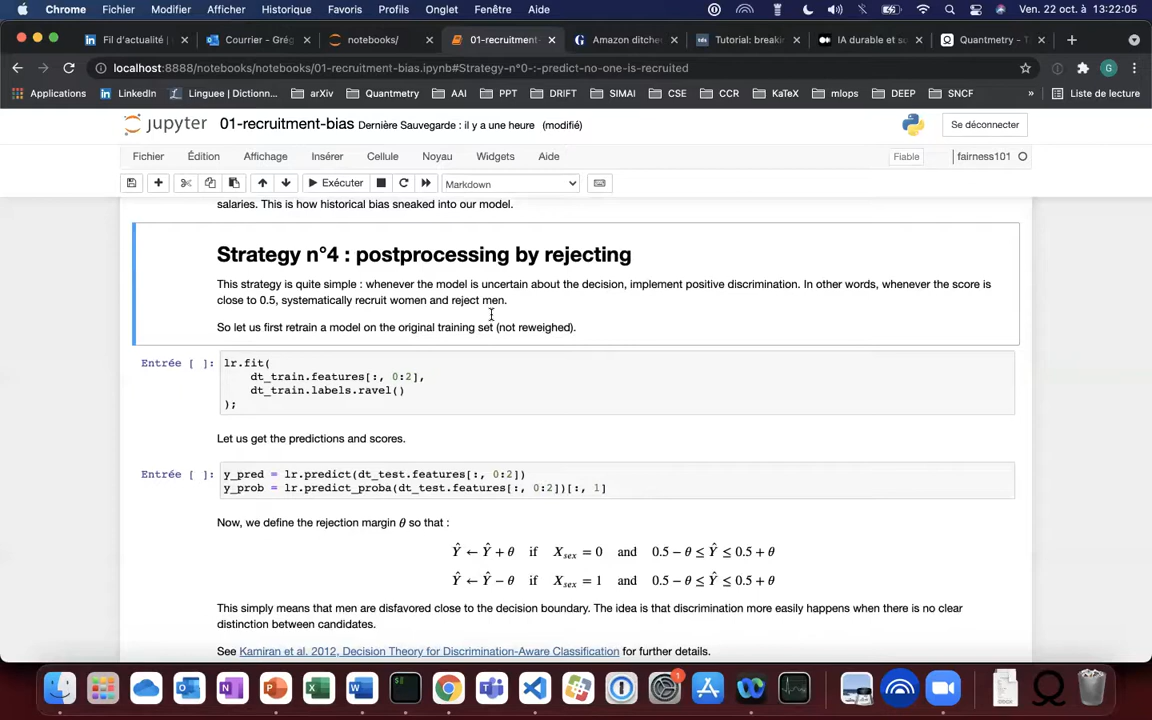 Chrome Fichier Modifier Afficher Historique Favoris Profils Onglet Fenêtre Aide Ven. 22 oct. à 13:22:05
Fil d'actualité | Courrier - Grég notebooks/ 01-recruitment- Amazon ditche Tutorial: breaki IA durable et so Quantmetry - T
localhost:8888/notebooks/notebooks/01-recruitment-bias.ipynb#Strategy-n°0-:-predict-no-one-is-recruited
Applications LinkedIn Linguee | Dictionn... arXiv Quantmetry AAI PPT DRIFT SIMAI CSE CCR KaTeX mlops DEEP SNCF » Liste de lecture
jupyter 01-recruitment-bias Dernière Sauvegarde : il y a une heure (modifié) Se déconnecter
Fichier Édition Affichage Insérer Cellule Noyau Widgets Aide Fiable fairness101
Exécuter Markdown
salaries. This is how historical bias sneaked into our model.
Strategy n°4 : postprocessing by rejecting
This strategy is quite simple : whenever the model is uncertain about the decision, implement positive discrimination. In other words, whenever the score is
close to 0.5, systematically recruit women and reject men.
So let us first retrain a model on the original training set (not reweighed).
Entrée [ ]: lr.fit(
dt_train.features[:, 0:2],
dt_train.labels.ravel()
);
Let us get the predictions and scores.
Entrée [ ]: y_pred = lr.predict(dt_test.features[:, 0:2])
y_prob = lr.predict_proba(dt_test.features[:, 0:2])[:, 1]
Now, we define the rejection margin θ so that :
Ŷ ← Ŷ + θ if X_sex = 0 and 0.5 − θ ≤ Ŷ ≤ 0.5 + θ
Ŷ ← Ŷ − θ if X_sex = 1 and 0.5 − θ ≤ Ŷ ≤ 0.5 + θ
This simply means that men are disfavored close to the decision boundary. The idea is that discrimination more easily happens when there is no clear
distinction between candidates.
See Kamiran et al. 2012, Decision Theory for Discrimination-Aware Classification for further details.